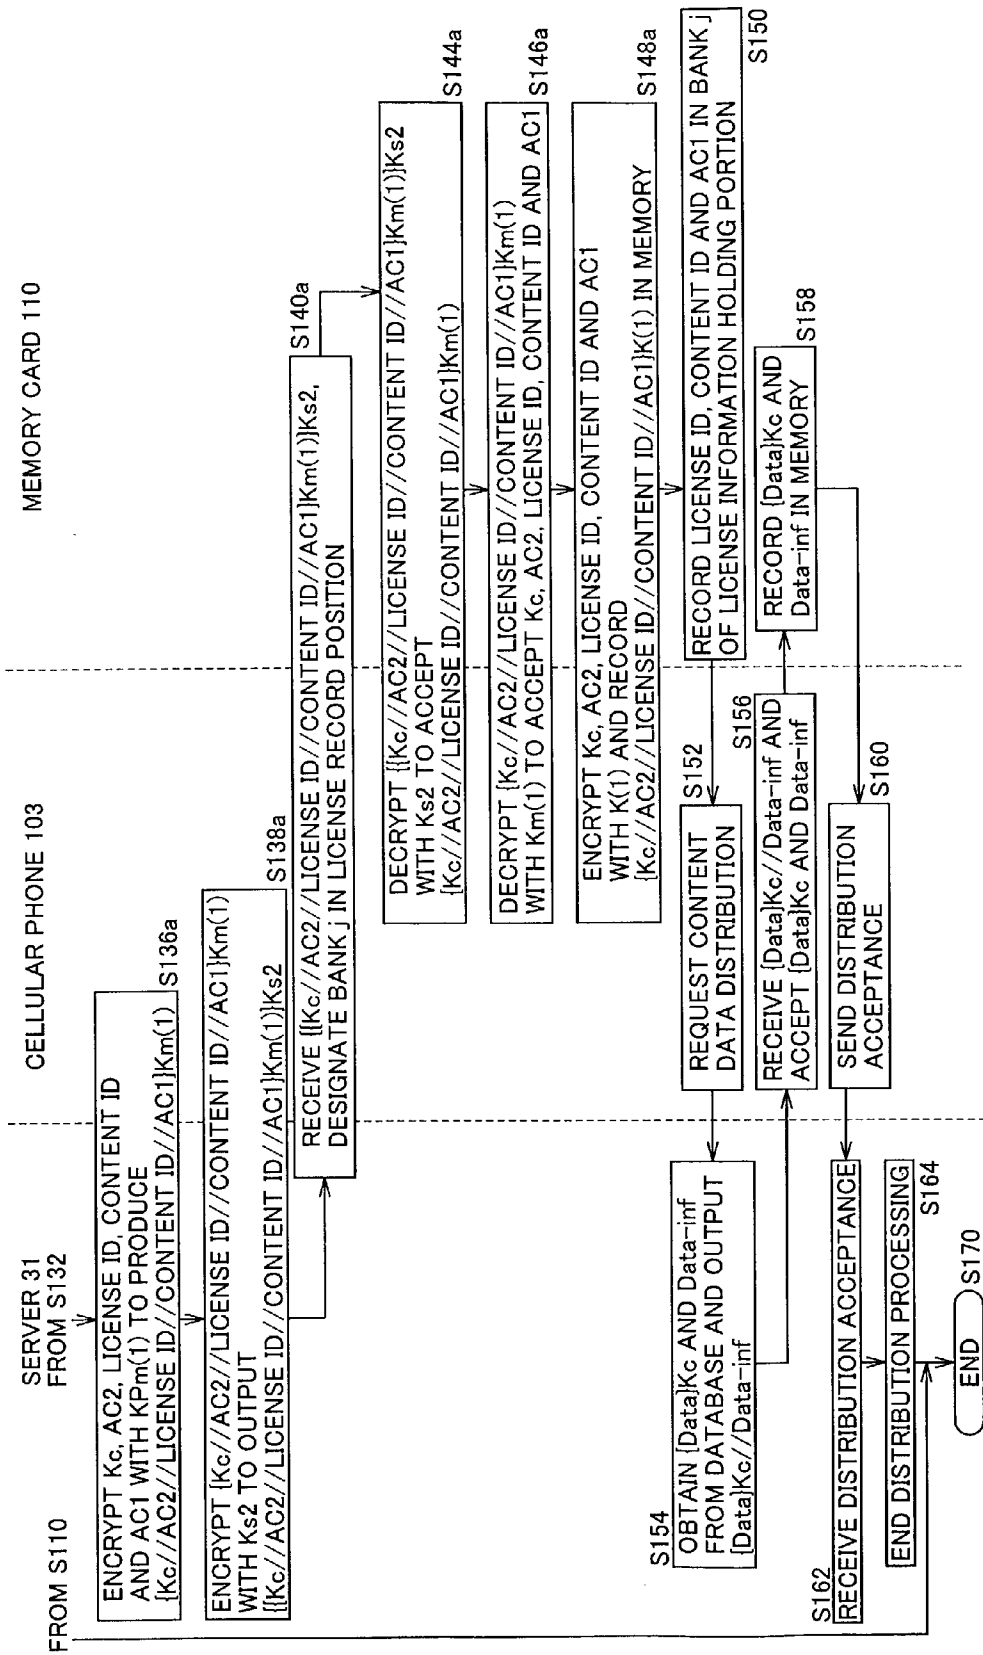 SERVER 31
CELLULAR PHONE 103
MEMORY CARD 110
FROM S110
FROM S132
ENCRYPT Kc, AC2, LICENSE ID, CONTENT ID
AND AC1 WITH KPm(1) TO PRODUCE
{Kc//AC2//LICENSE ID//CONTENT ID//AC1}Km(1)
S136a
ENCRYPT {Kc//AC2//LICENSE ID//CONTENT ID//AC1}Km(1)
WITH Ks2 TO OUTPUT
{{Kc//AC2//LICENSE ID//CONTENT ID//AC1}Km(1)}Ks2
S138a
RECEIVE {{Kc//AC2//LICENSE ID//CONTENT ID//AC1}Km(1)}Ks2,
DESIGNATE BANK j IN LICENSE RECORD POSITION
S140a
DECRYPT {{Kc//AC2//LICENSE ID//CONTENT ID//AC1}Km(1)}Ks2
WITH Ks2 TO ACCEPT
{Kc//AC2//LICENSE ID//CONTENT ID//AC1}Km(1)
S144a
DECRYPT {Kc//AC2//LICENSE ID//CONTENT ID//AC1}Km(1)
WITH Km(1) TO ACCEPT Kc, AC2, LICENSE ID, CONTENT ID AND AC1
S146a
ENCRYPT Kc, AC2, LICENSE ID, CONTENT ID AND AC1
WITH K(1) AND RECORD
{Kc//AC2//LICENSE ID//CONTENT ID//AC1}K(1) IN MEMORY
S148a
RECORD LICENSE ID, CONTENT ID AND AC1 IN BANK j
OF LICENSE INFORMATION HOLDING PORTION
S150
REQUEST CONTENT
DATA DISTRIBUTION
S152
S154
OBTAIN {Data}Kc AND Data-inf
FROM DATABASE AND OUTPUT
{Data}Kc//Data-inf
RECEIVE {Data}Kc//Data-inf AND
ACCEPT {Data}Kc AND Data-inf
S156
RECORD {Data}Kc AND
Data-inf IN MEMORY
S158
SEND DISTRIBUTION
ACCEPTANCE
S160
S162
RECEIVE DISTRIBUTION ACCEPTANCE
END DISTRIBUTION PROCESSING
S164
END
S170